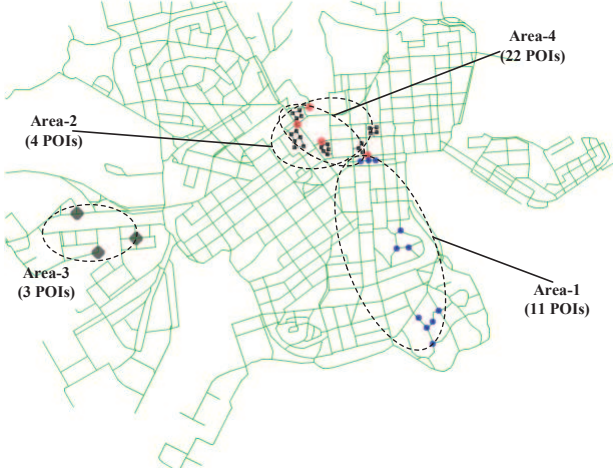 Area-4
(22 POIs)
Area-2
(4 POIs)
Area-3
(3 POIs)
Area-1
(11 POIs)